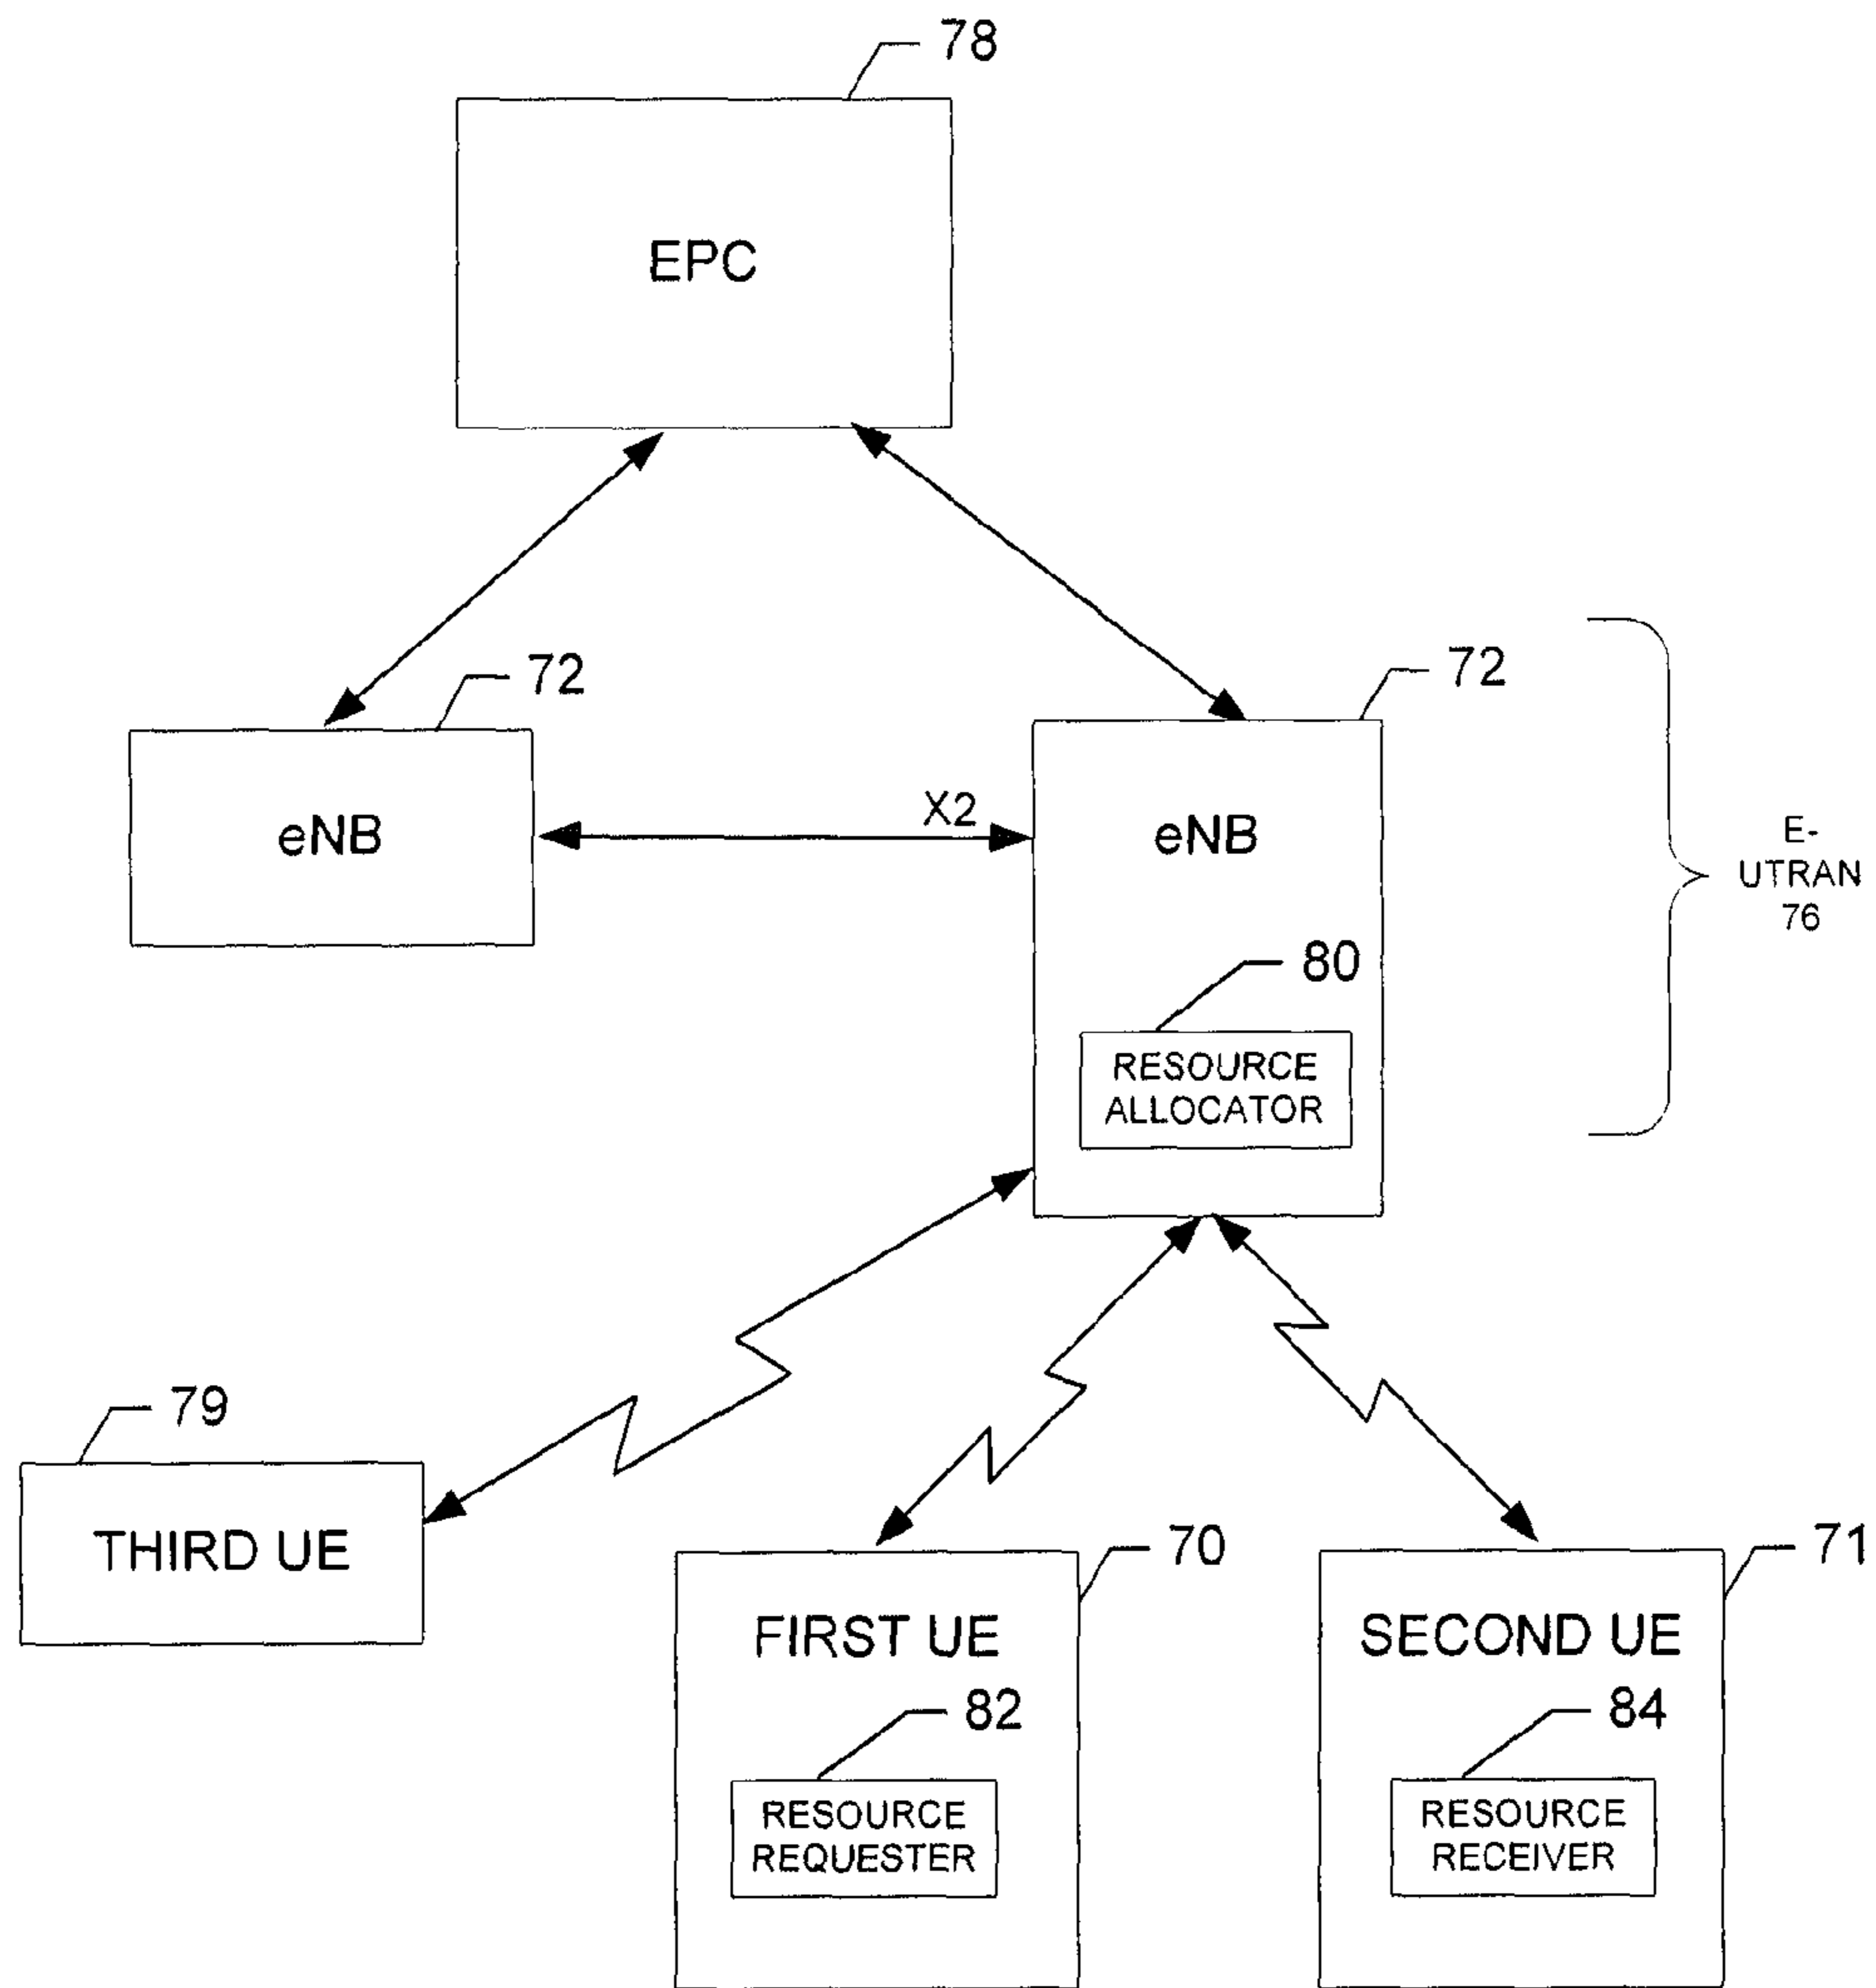 78
EPC
72
72
eNB
X2
eNB
E-
UTRAN
76
80
RESOURCE
ALLOCATOR
79
THIRD UE
70
71
FIRST UE
SECOND UE
82
84
RESOURCE
REQUESTER
RESOURCE
RECEIVER